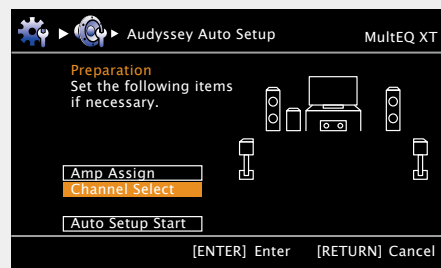 Audyssey Auto Setup
MultEQ XT
Preparation
Set the following items
if necessary.
Amp Assign
Channel Select
Auto Setup Start
[ENTER] Enter [RETURN] Cancel